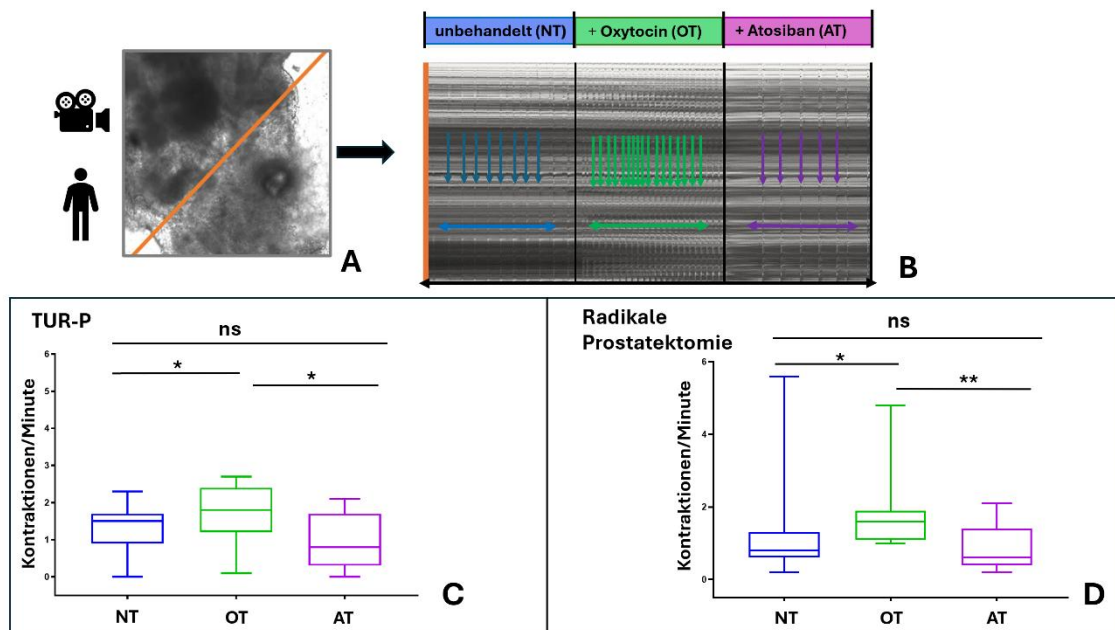 unbehandelt (NT)
+ Oxytocin (OT)
+ Atosiban (AT)
A
B
TUR-P
ns
*
*
Kontraktionen/Minute
6
5
4
3
2
1
0
NT
OT
AT
C
Radikale
Prostatektomie
ns
*
**
Kontraktionen/Minute
6
4
2
0
NT
OT
AT
D